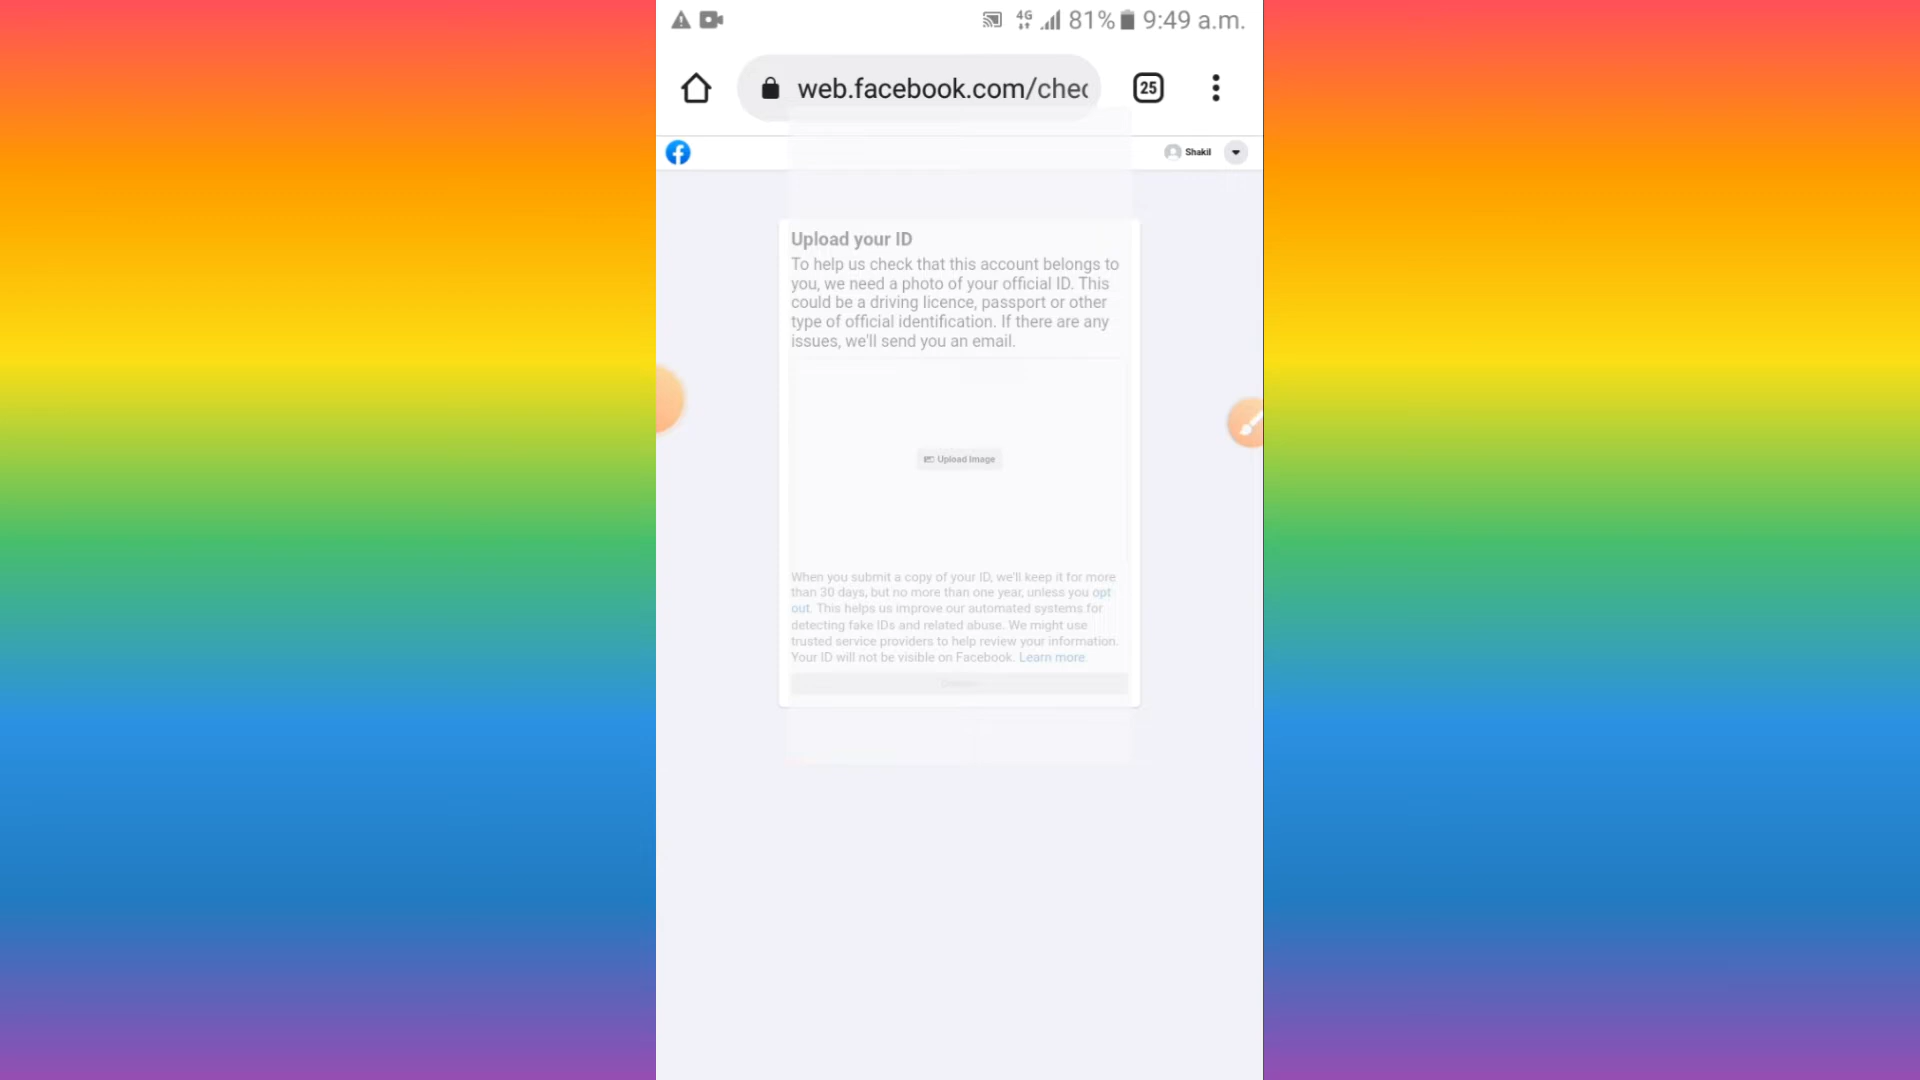 4G 81% 9:49 a.m.
web.facebook.com/chec
25
Shakil
Upload your ID
To help us check that this account belongs to
you, we need a photo of your official ID. This
could be a driving licence, passport or other
type of official identification. If there are any
issues, we'll send you an email.
Upload Image
When you submit a copy of your ID, we'll keep it for more
than 30 days, but no more than one year, unless you opt
out. This helps us improve our automated systems for
detecting fake IDs and related abuse. We might use
trusted service providers to help review your information.
Your ID will not be visible on Facebook. Learn more